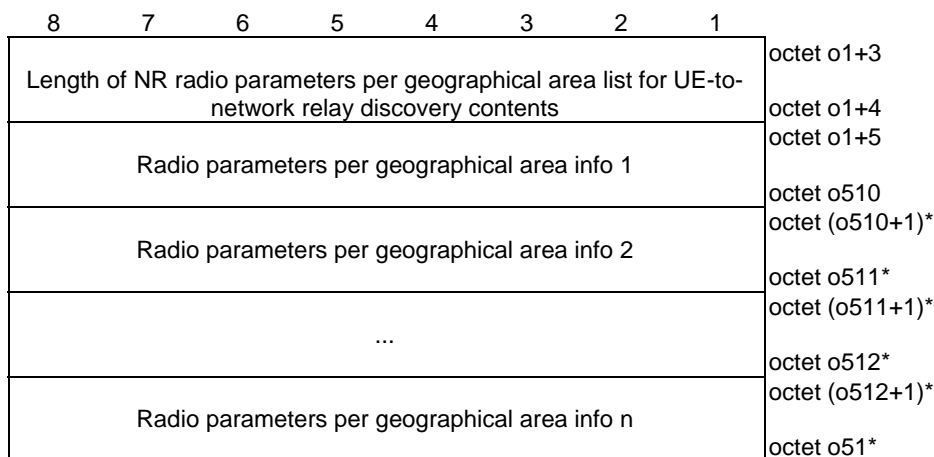 8 7 6 5 4 3 2 1
Length of NR radio parameters per geographical area list for UE-to-
network relay discovery contents
octet o1+3
octet o1+4
Radio parameters per geographical area info 1
octet o1+5
octet o510
Radio parameters per geographical area info 2
octet (o510+1)*
octet o511*
...
octet (o511+1)*
octet o512*
Radio parameters per geographical area info n
octet (o512+1)*
octet o51*